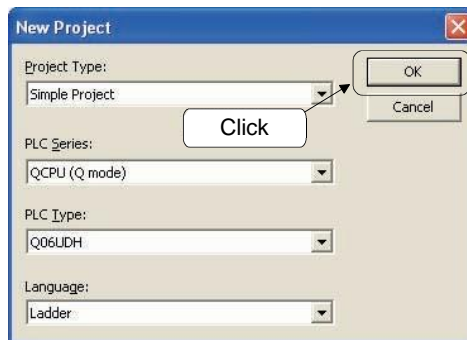 New Project
Project Type:
Simple Project
OK
Cancel
Click
PLC Series:
QCPU (Q mode)
PLC Type:
Q06UDH
Language:
Ladder